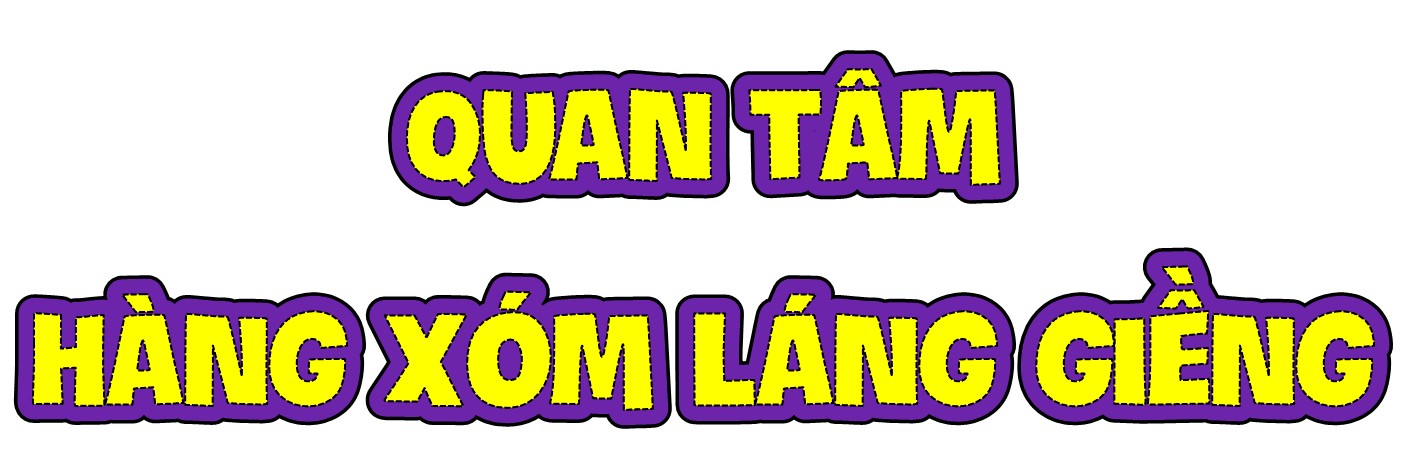 QUAN TÂM
HÀNG XÓM LÁNG GIỀNG